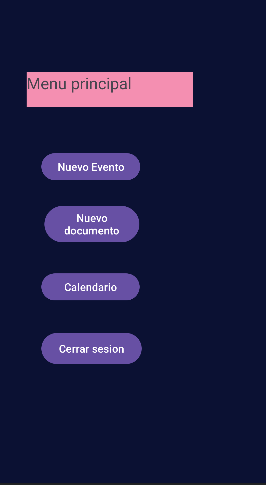 Menu principal
Nuevo Evento
Nuevo
documento
Calendario
Cerrar sesion